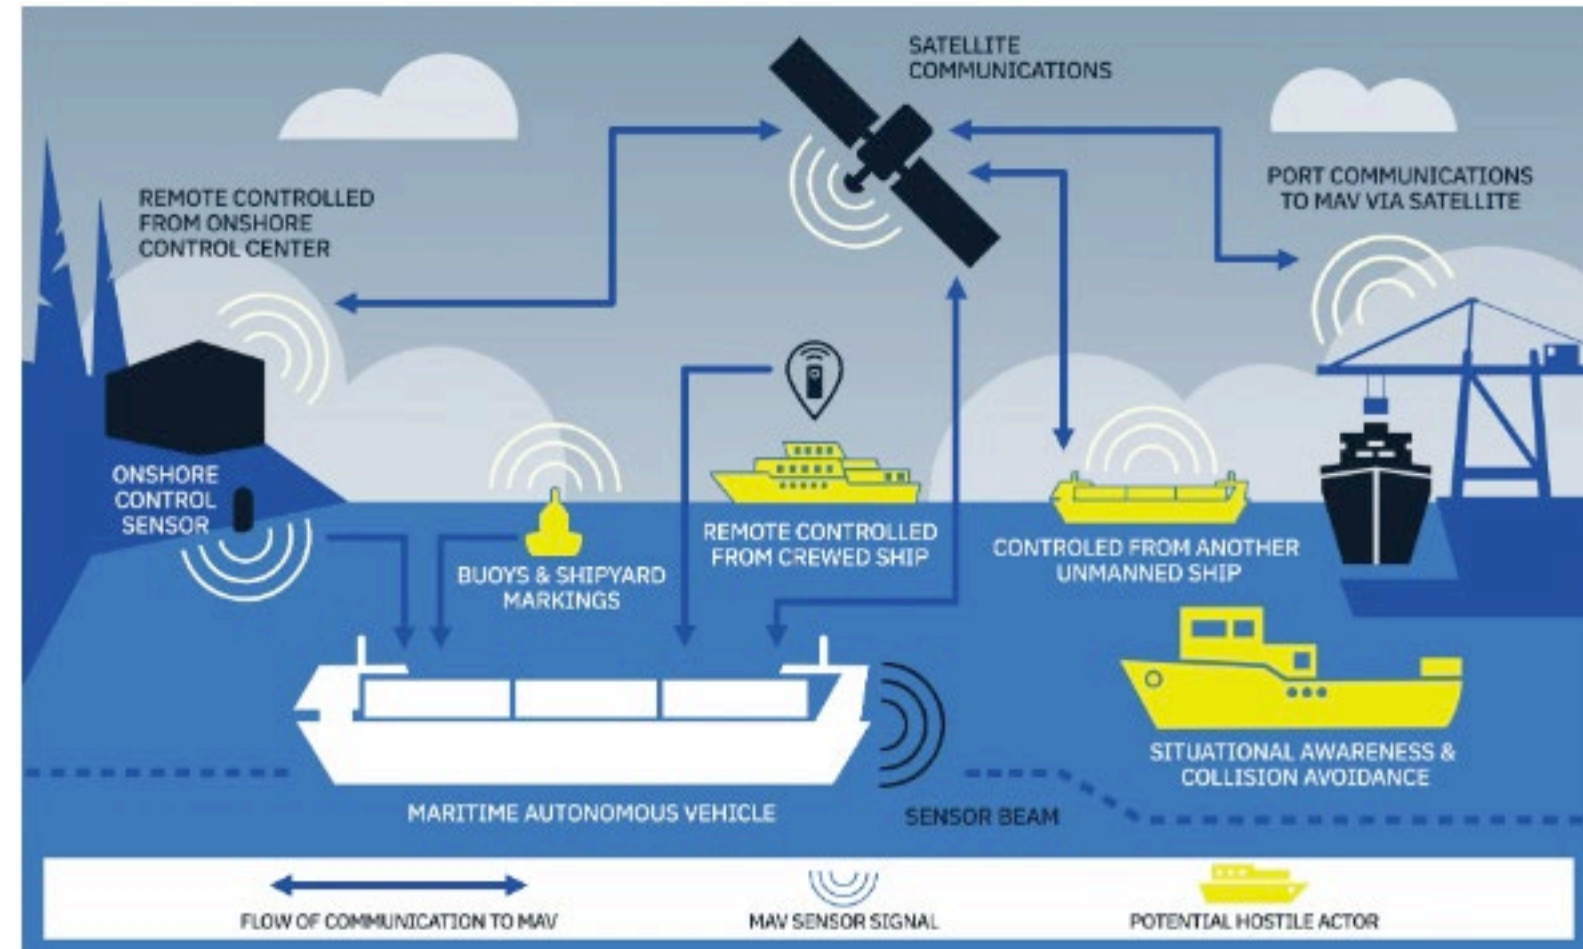 SATELLITE
COMMUNICATIONS
REMOTE CONTROLLED
FROM ONSHORE
CONTROL CENTER
PORT COMMUNICATIONS
TO MAV VIA SATELLITE
ONSHORE
CONTROL
SENSOR
BUOYS & SHIPYARD
MARKINGS
REMOTE CONTROLLED
FROM CREWED SHIP
CONTROLED FROM ANOTHER
UNMANNED SHIP
SITUATIONAL AWARENESS &
COLLISION AVOIDANCE
MARITIME AUTONOMOUS VEHICLE
SENSOR BEAM
FLOW OF COMMUNICATION TO MAV
MAV SENSOR SIGNAL
POTENTIAL HOSTILE ACTOR